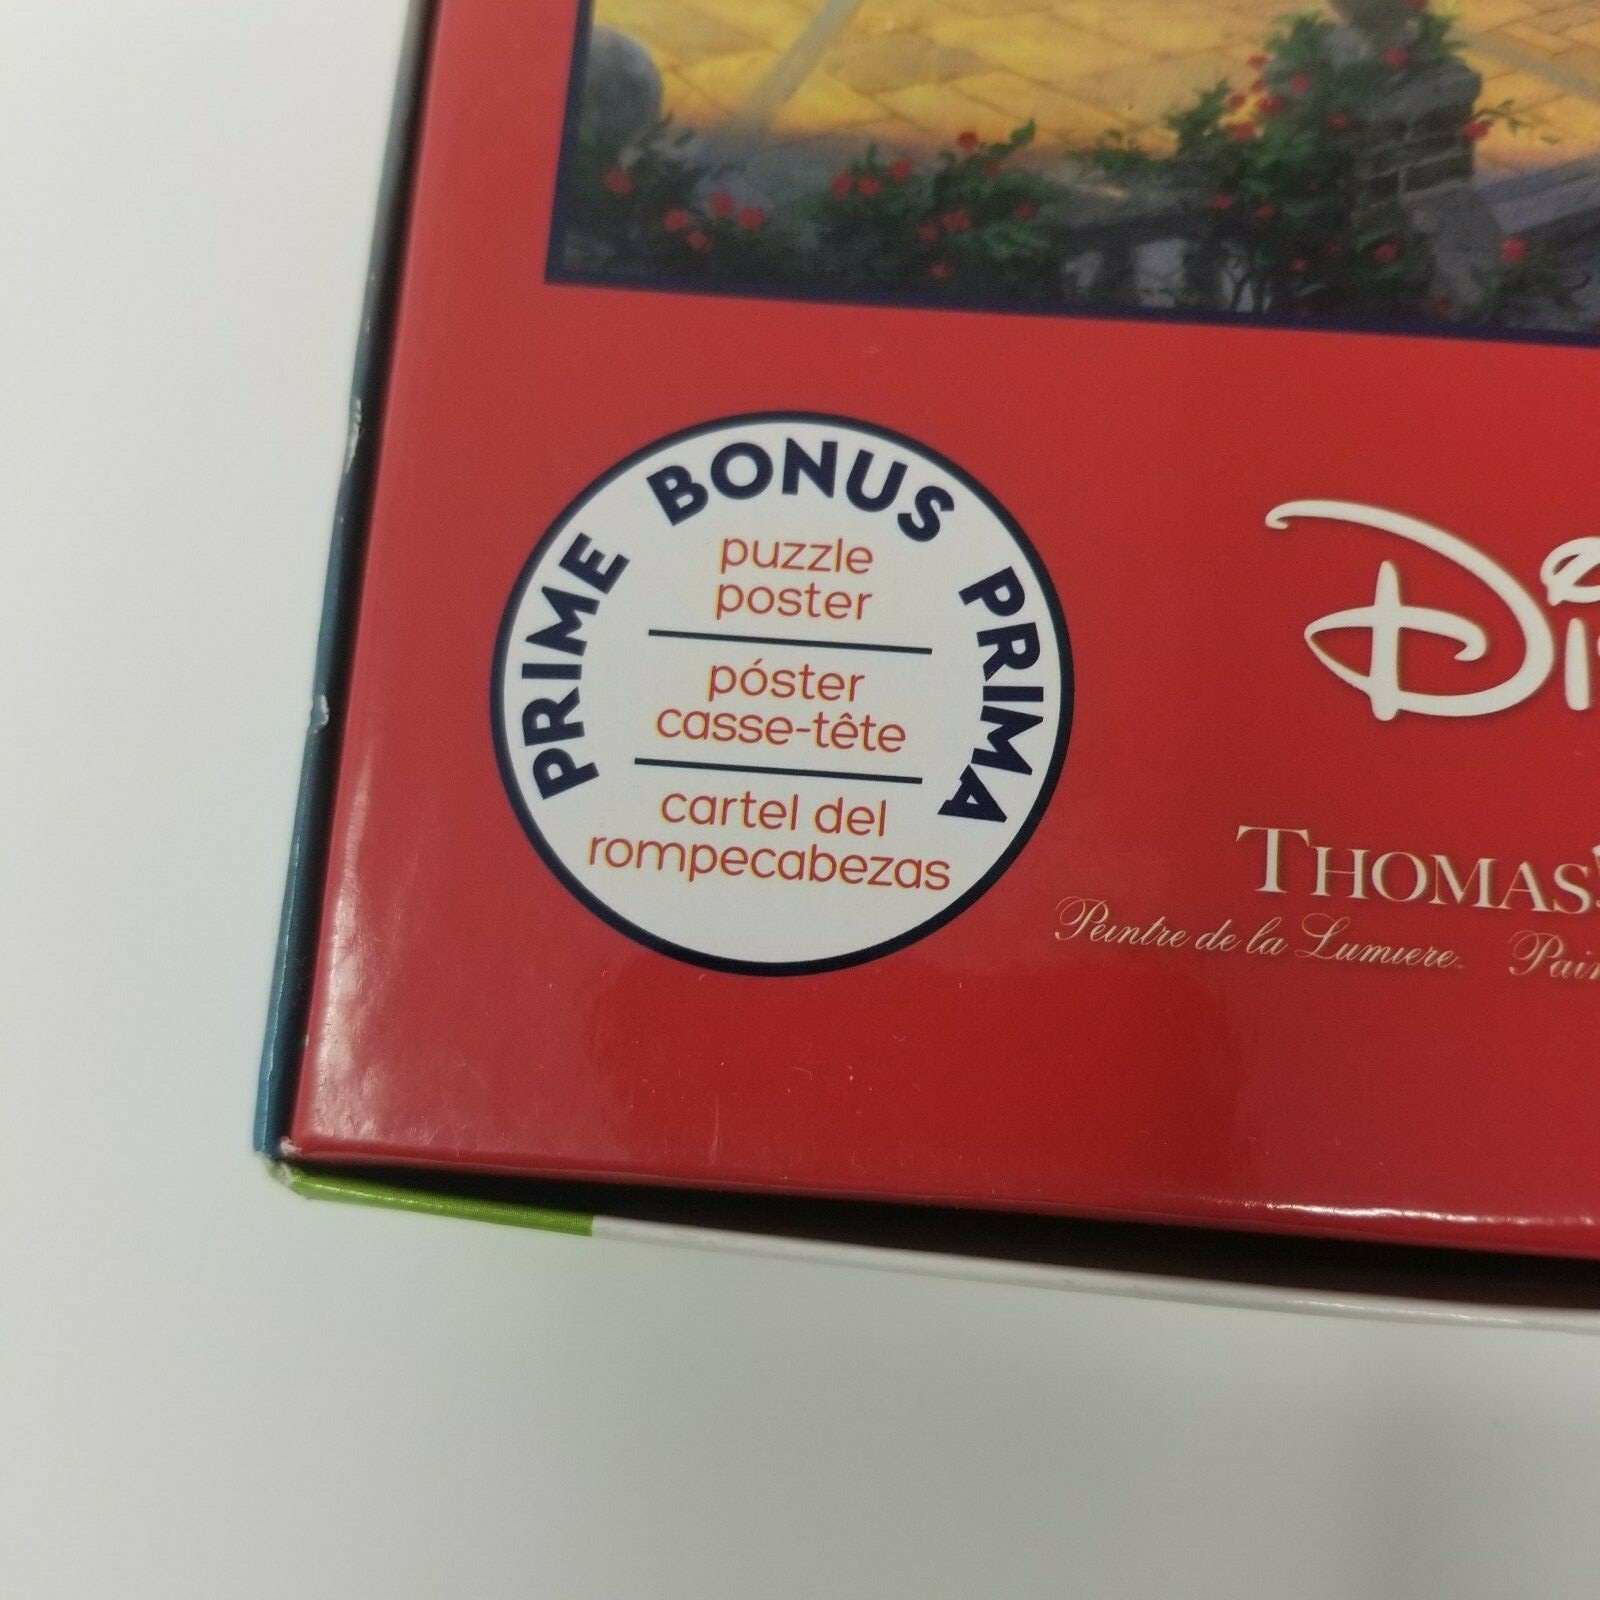 PRIME BONUS PRIMA
puzzle
poster
póster
casse-tête
cartel del
rompecabezas
THOMAS
Peintre de la Lumiere